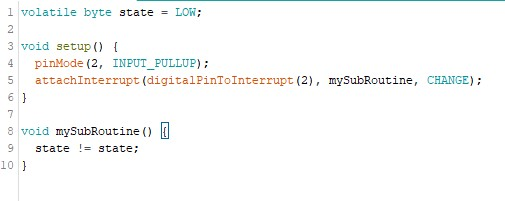 1 volatile byte state = LOW;
2
3 void setup() {
4 pinMode(2, INPUT_PULLUP);
5 attachInterrupt(digitalPinToInterrupt(2), mySubRoutine, CHANGE);
6 }
7
8 void mySubRoutine() {
9 state != state;
10 }